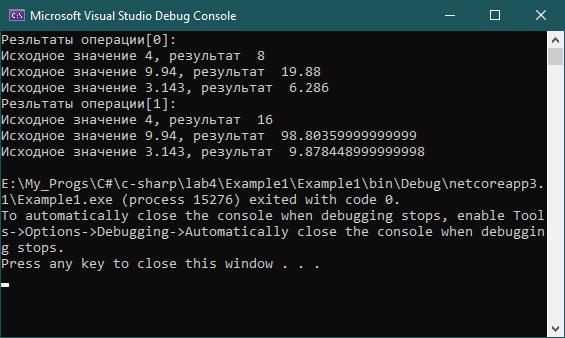 Microsoft Visual Studio Debug Console
Резльтаты операции[0]:
Исходное значение 4, результат  8
Исходное значение 9.94, результат  19.88
Исходное значение 3.143, результат  6.286
Резльтаты операции[1]:
Исходное значение 4, результат  16
Исходное значение 9.94, результат  98.80359999999999
Исходное значение 3.143, результат  9.878448999999998
E:\My_Progs\C#\c-sharp\lab4\Example1\Example1\bin\Debug\netcoreapp3.
1\Example1.exe (process 15276) exited with code 0.
To automatically close the console when debugging stops, enable Tool
s->Options->Debugging->Automatically close the console when debuggin
g stops.
Press any key to close this window . . .